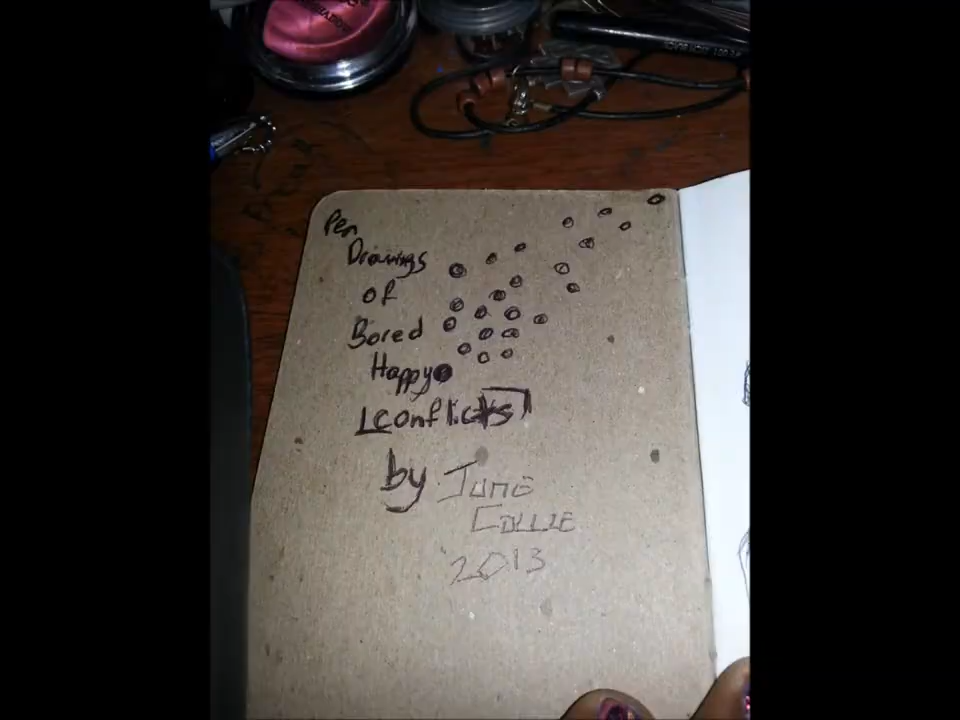 Pen
Drawings
of
Bored
Happy
Conflicts
by June
Collie
2013